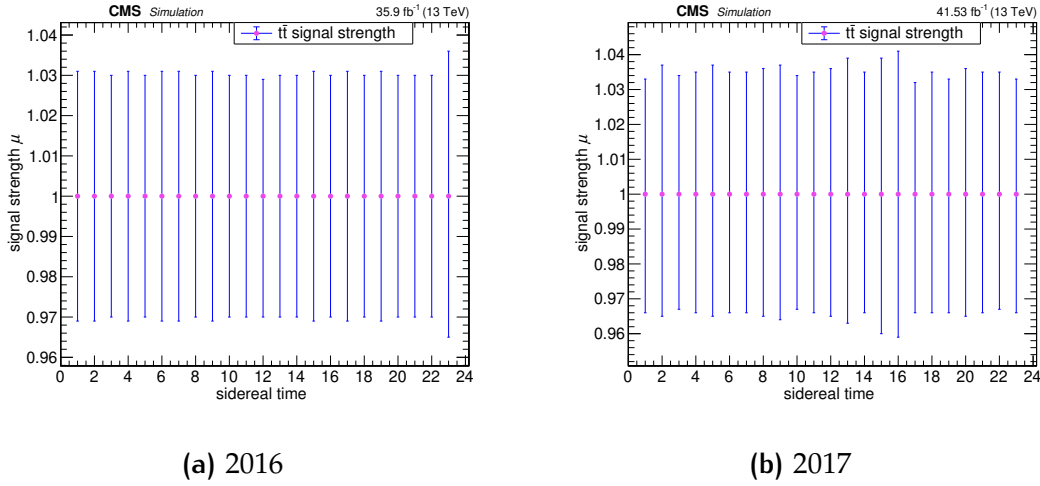 CMS Simulation 35.9 fb⁻¹ (13 TeV)
tt̄ signal strength
signal strength μ
1.04
1.03
1.02
1.01
1
0.99
0.98
0.97
0.96
0 2 4 6 8 10 12 14 16 18 20 22 24
sidereal time
(a) 2016
CMS Simulation 41.53 fb⁻¹ (13 TeV)
tt̄ signal strength
signal strength μ
1.04
1.03
1.02
1.01
1
0.99
0.98
0.97
0.96
0 2 4 6 8 10 12 14 16 18 20 22 24
sidereal time
(b) 2017